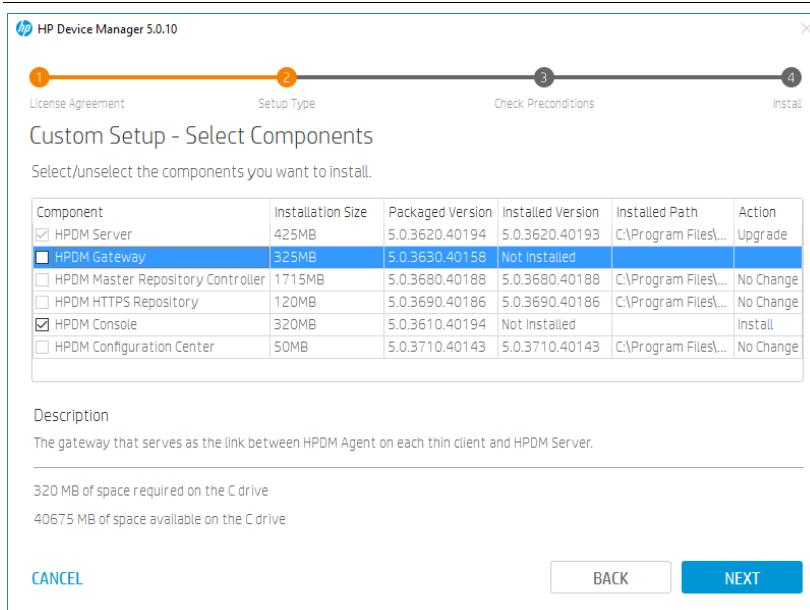 hp HP Device Manager 5.0.10
1 2 3 4
License Agreement Setup Type Check Preconditions Install
Custom Setup - Select Components
Select/unselect the components you want to install.
Component Installation Size Packaged Version Installed Version Installed Path Action
HPDM Server 425MB 5.0.3620.40194 5.0.3620.40193 C:\Program Files\... Upgrade
HPDM Gateway 325MB 5.0.3630.40158 Not Installed
HPDM Master Repository Controller 1715MB 5.0.3680.40188 5.0.3680.40188 C:\Program Files\... No Change
HPDM HTTPS Repository 120MB 5.0.3690.40186 5.0.3690.40186 C:\Program Files\... No Change
HPDM Console 320MB 5.0.3610.40194 Not Installed Install
HPDM Configuration Center 50MB 5.0.3710.40143 5.0.3710.40143 C:\Program Files\... No Change
Description
The gateway that serves as the link between HPDM Agent on each thin client and HPDM Server.
320 MB of space required on the C drive
40675 MB of space available on the C drive
CANCEL BACK NEXT